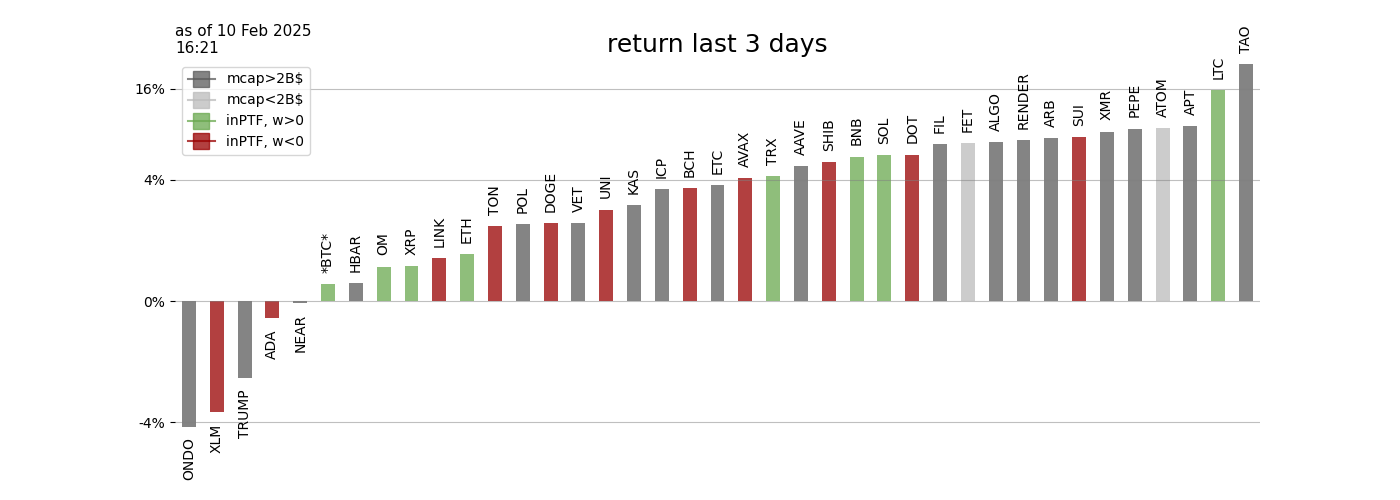 as of 10 Feb 2025
16:21
return last 3 days
mcap>2B$
mcap<2B$
inPTF, w>0
inPTF, w<0
16%
4%
0%
-4%
ONDO
XLM
TRUMP
ADA
NEAR
*BTC*
HBAR
OM
XRP
LINK
ETH
TON
POL
DOGE
VET
UNI
KAS
ICP
BCH
ETC
AVAX
TRX
AAVE
SHIB
BNB
SOL
DOT
FIL
FET
ALGO
RENDER
ARB
SUI
XMR
PEPE
ATOM
APT
LTC
TAO